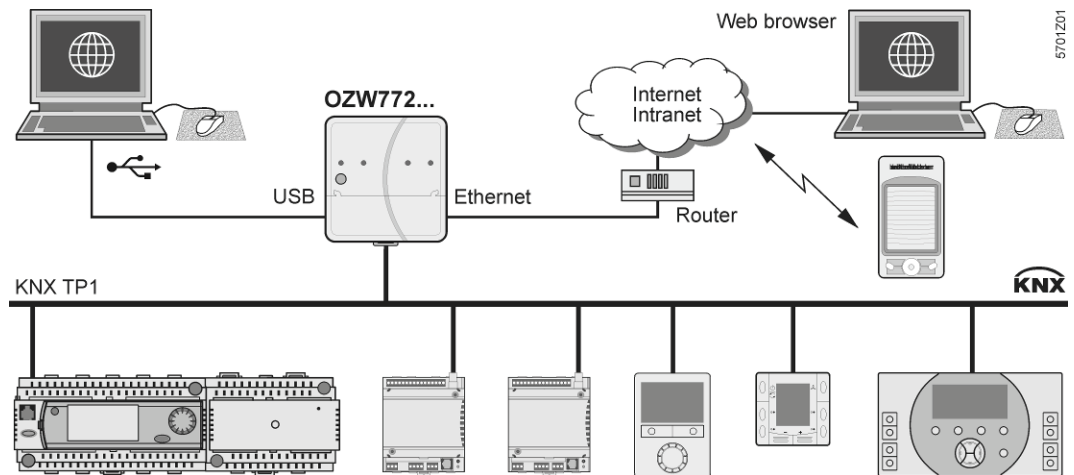 Web browser
5701Z01
OZW772...
Internet
Intranet
USB
Ethernet
Router
KNX TP1
KNX